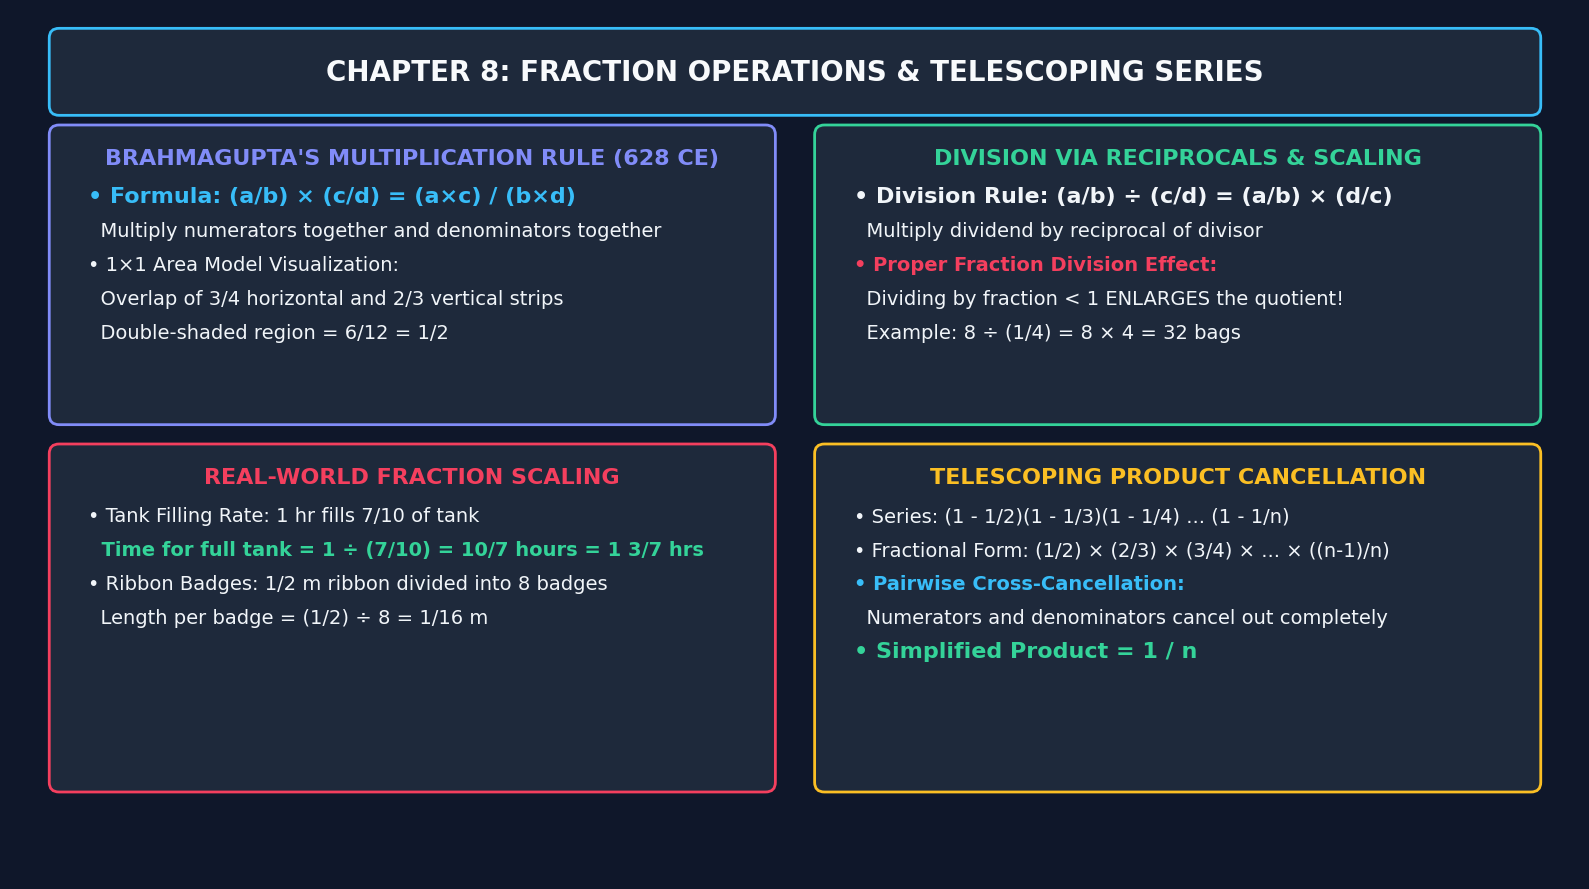 CHAPTER 8: FRACTION OPERATIONS & TELESCOPING SERIES
BRAHMAGUPTA'S MULTIPLICATION RULE (628 CE)
• Formula: (a/b) × (c/d) = (a×c) / (b×d)
Multiply numerators together and denominators together
• 1×1 Area Model Visualization:
Overlap of 3/4 horizontal and 2/3 vertical strips
Double-shaded region = 6/12 = 1/2
DIVISION VIA RECIPROCALS & SCALING
• Division Rule: (a/b) ÷ (c/d) = (a/b) × (d/c)
Multiply dividend by reciprocal of divisor
• Proper Fraction Division Effect:
Dividing by fraction < 1 ENLARGES the quotient!
Example: 8 ÷ (1/4) = 8 × 4 = 32 bags
REAL-WORLD FRACTION SCALING
• Tank Filling Rate: 1 hr fills 7/10 of tank
Time for full tank = 1 ÷ (7/10) = 10/7 hours = 1 3/7 hrs
• Ribbon Badges: 1/2 m ribbon divided into 8 badges
Length per badge = (1/2) ÷ 8 = 1/16 m
TELESCOPING PRODUCT CANCELLATION
• Series: (1 - 1/2)(1 - 1/3)(1 - 1/4) ... (1 - 1/n)
• Fractional Form: (1/2) × (2/3) × (3/4) × ... × ((n-1)/n)
• Pairwise Cross-Cancellation:
Numerators and denominators cancel out completely
• Simplified Product = 1 / n